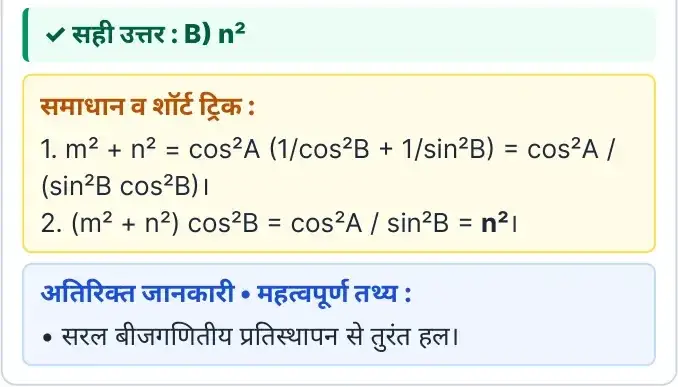 ✓ सही उत्तर : B) n²
समाधान व शॉर्ट ट्रिक :
1. m² + n² = cos²A (1/cos²B + 1/sin²B) = cos²A /
(sin²B cos²B)।
2. (m² + n²) cos²B = cos²A / sin²B = n²।
अतिरिक्त जानकारी • महत्वपूर्ण तथ्य :
• सरल बीजगणितीय प्रतिस्थापन से तुरंत हल।